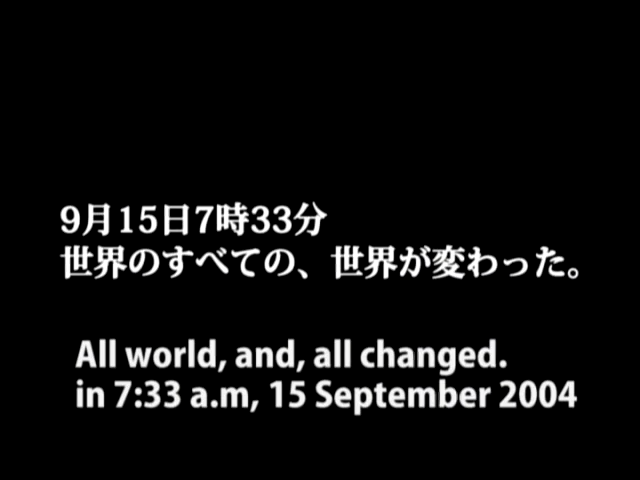 9月15日7時33分
世界のすべての、世界が変わった。
All world, and, all changed.
in 7:33 a.m, 15 September 2004